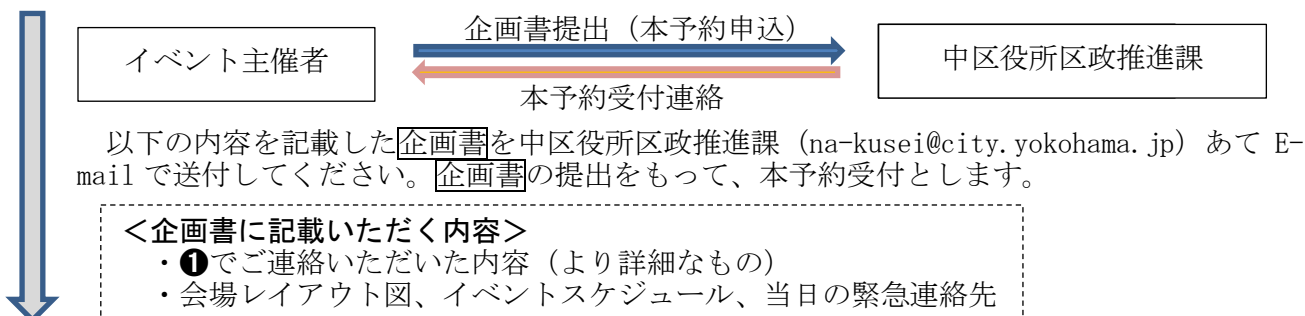 企画書提出（本予約申込）
イベント主催者
中区役所区政推進課
本予約受付連絡
以下の内容を記載した企画書を中区役所区政推進課（na-kusei@city.yokohama.jp）あて E-
mail で送付してください。企画書の提出をもって、本予約受付とします。
＜企画書に記載いただく内容＞
・❶でご連絡いただいた内容（より詳細なもの）
・会場レイアウト図、イベントスケジュール、当日の緊急連絡先